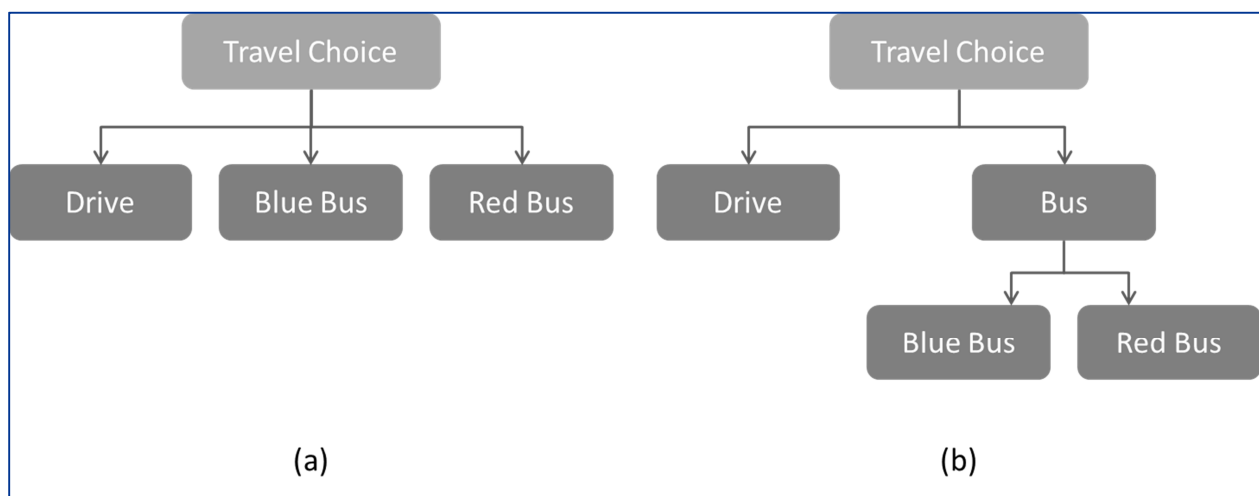 Travel Choice
Drive
Blue Bus
Red Bus
(a)
Travel Choice
Drive
Bus
Blue Bus
Red Bus
(b)